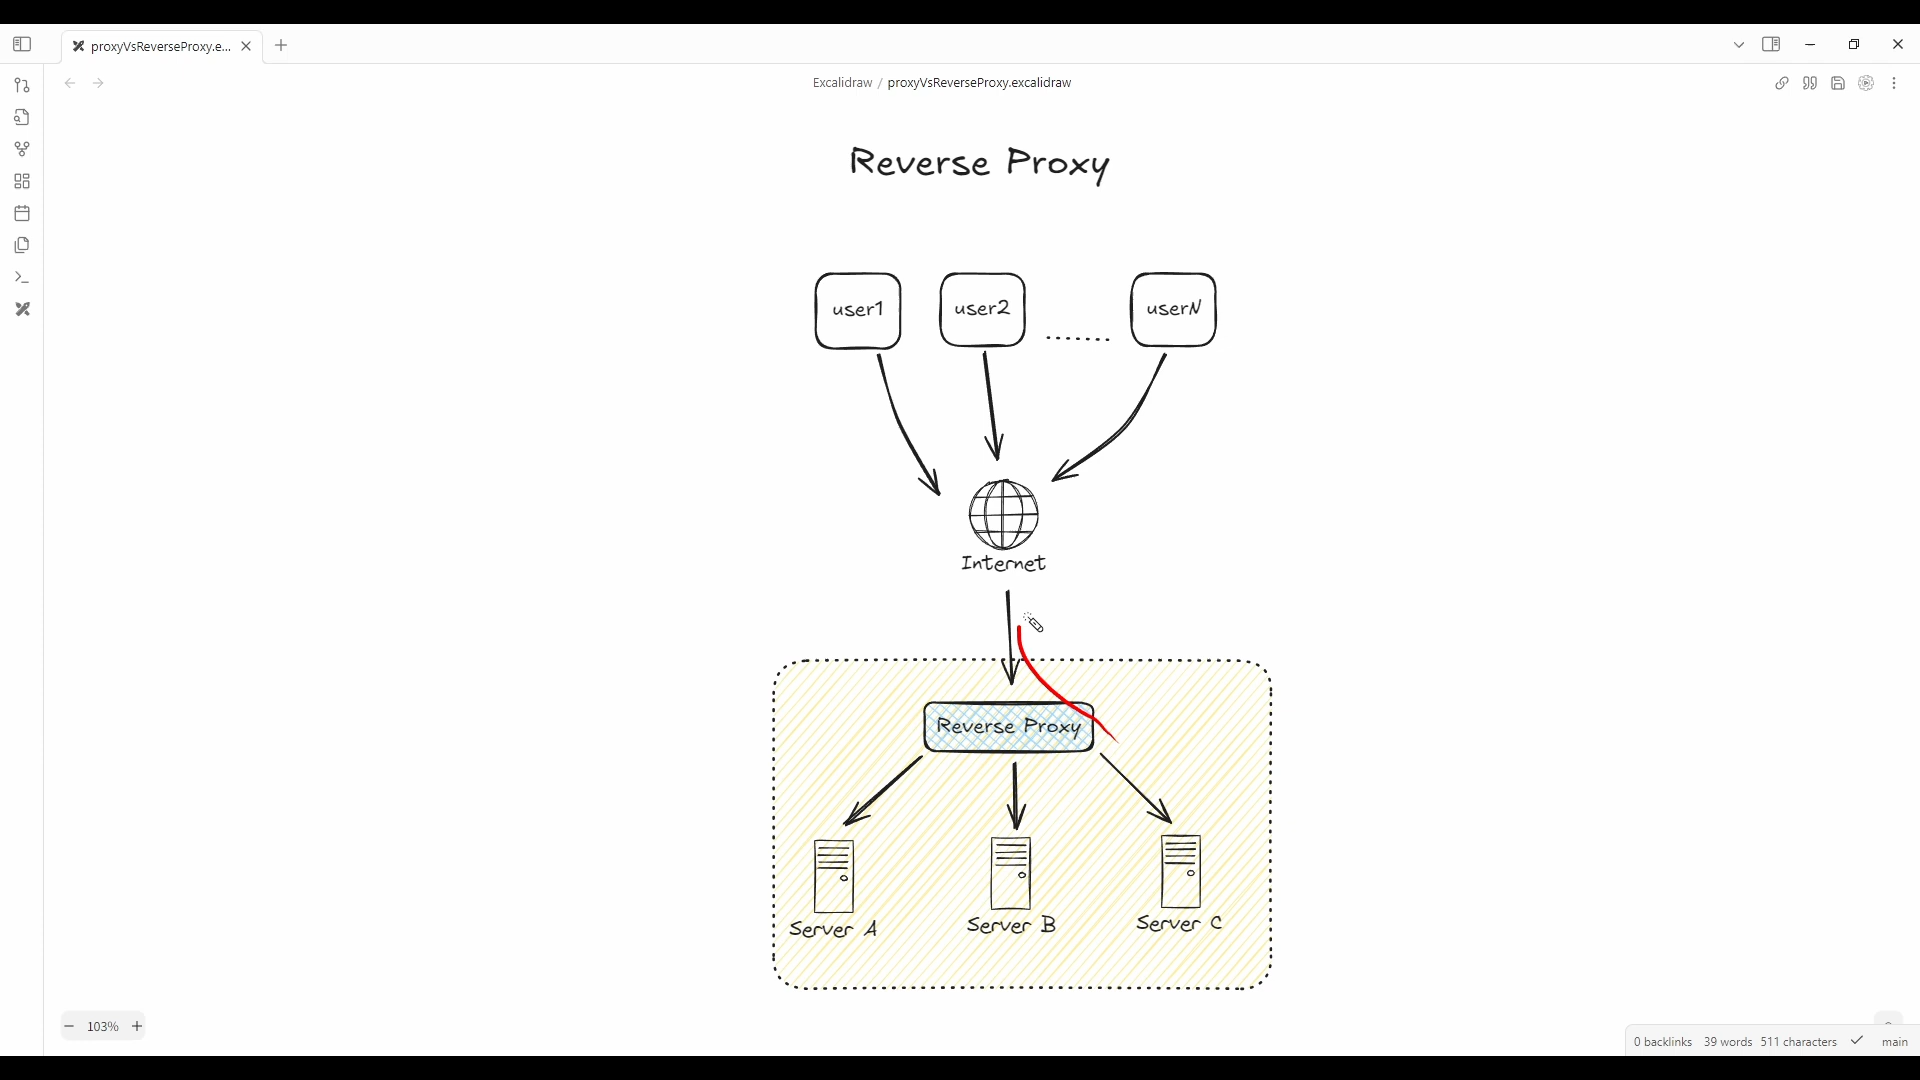 proxyVsReverseProxy.e...
Excalidraw / proxyVsReverseProxy.excalidraw
Reverse Proxy
user1 user2 ....... userN
Internet
Reverse Proxy
Server A Server B Server C
103%
0 backlinks 39 words 511 characters main